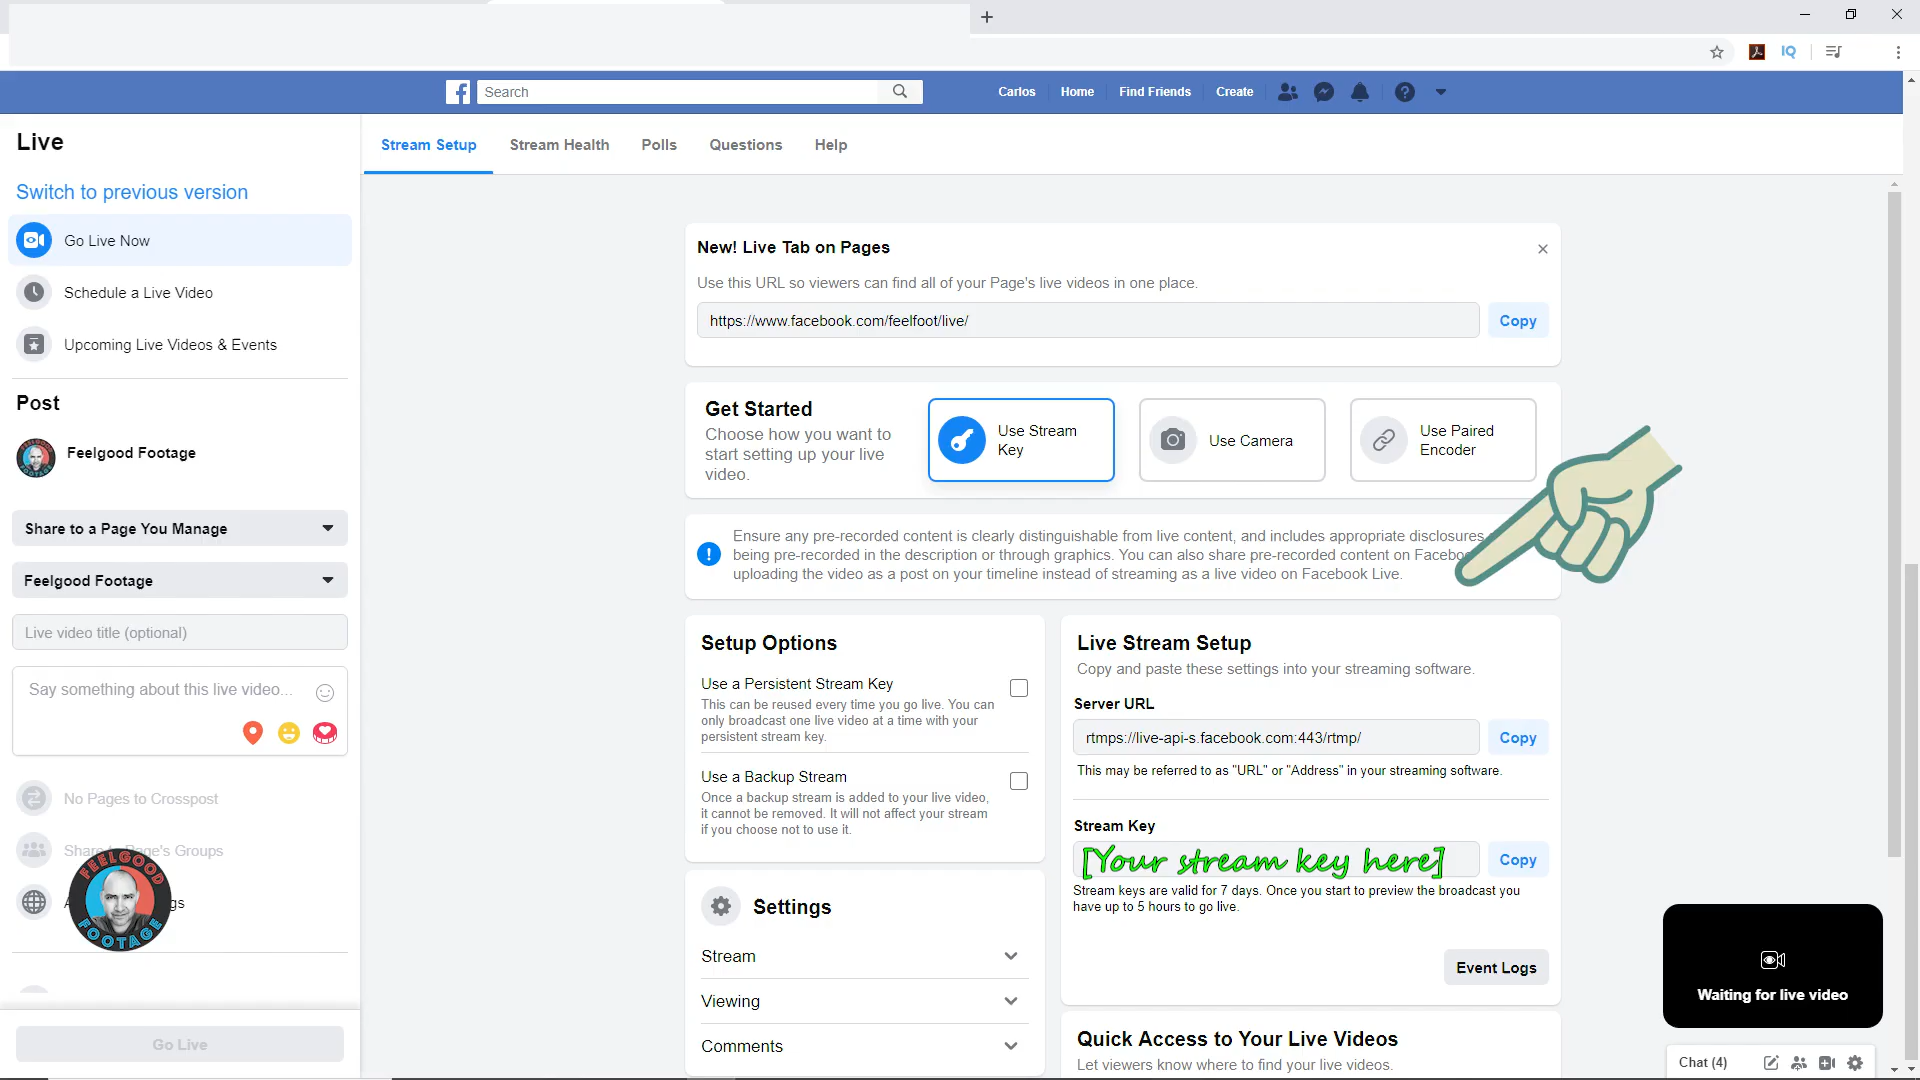 IQ
Search
Carlos
Home
Find Friends
Create
Live
Switch to previous version
Go Live Now
Schedule a Live Video
Upcoming Live Videos & Events
Post
Feelgood Footage
Share to a Page You Manage
Feelgood Footage
Live video title (optional)
Say something about this live video...
No Pages to Crosspost
Share to Page's Groups
FEELGOOD
FOOTAGE
Go Live
Stream Setup
Stream Health
Polls
Questions
Help
New! Live Tab on Pages
Use this URL so viewers can find all of your Page's live videos in one place.
https://www.facebook.com/feelfoot/live/
Copy
Get Started
Choose how you want to
start setting up your live
video.
Use Stream
Key
Use Camera
Use Paired
Encoder
Ensure any pre-recorded content is clearly distinguishable from live content, and includes appropriate disclosures
being pre-recorded in the description or through graphics. You can also share pre-recorded content on
uploading the video as a post on your timeline instead of streaming as a live video on Facebook Live.
Setup Options
Use a Persistent Stream Key
This can be reused every time you go live. You can
only broadcast one live video at a time with your
persistent stream key.
Use a Backup Stream
Once a backup stream is added to your live video,
it cannot be removed. It will not affect your stream
if you choose not to use it.
Settings
Stream
Viewing
Comments
Live Stream Setup
Copy and paste these settings into your streaming software.
Server URL
rtmps://live-api-s.facebook.com:443/rtmp/
Copy
This may be referred to as "URL" or "Address" in your streaming software.
Stream Key
[Your stream key here]
Copy
Stream keys are valid for 7 days. Once you start to preview the broadcast you
have up to 5 hours to go live.
Event Logs
Quick Access to Your Live Videos
Let viewers know where to find your live videos.
Waiting for live video
Chat (4)